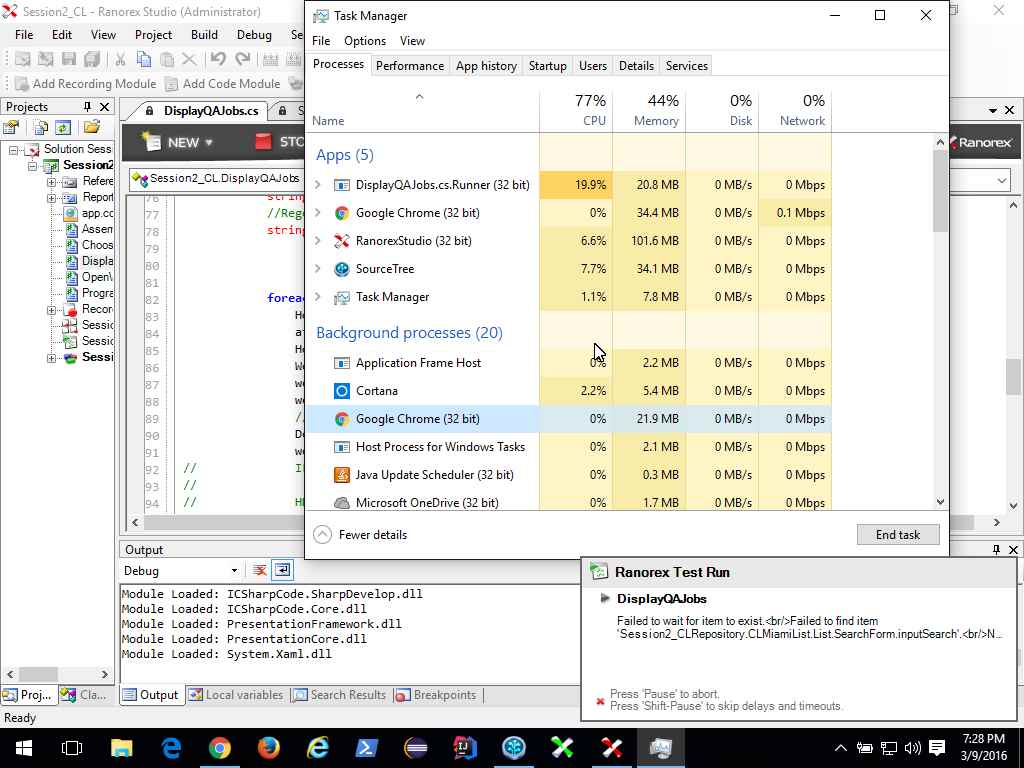 Session2_CL - Ranorex Studio (Administrator)
File Edit View Project Build Debug Se
Add Recording Module Add Code Module
Projects
Solution Sess
Session2
Refere
Report
app.co
Assem
Choos
Displa
Open\
Progra
Recor
Sessic
Sessic
Sessi
Proj... Cla...
DisplayQAJobs.cs S
NEW STO
Ranorex
Session2_CL.DisplayQAJobs
76 strin
77 //Rege
78 string
79
80
81
82 foreac
83 He
84 at
85 He
86 We
87 we
88 we
89 //
90 Do
91 we
92 // I
93 //
94 // H
Task Manager
File Options View
Processes Performance App history Startup Users Details Services
77% 44% 0% 0%
Name CPU Memory Disk Network
Apps (5)
DisplayQAJobs.cs.Runner (32 bit) 19.9% 20.8 MB 0 MB/s 0 Mbps
Google Chrome (32 bit) 0% 34.4 MB 0 MB/s 0.1 Mbps
RanorexStudio (32 bit) 6.6% 101.6 MB 0 MB/s 0 Mbps
SourceTree 7.7% 34.1 MB 0 MB/s 0 Mbps
Task Manager 1.1% 7.8 MB 0 MB/s 0 Mbps
Background processes (20)
Application Frame Host 0% 2.2 MB 0 MB/s 0 Mbps
Cortana 2.2% 5.4 MB 0 MB/s 0 Mbps
Google Chrome (32 bit) 0% 21.9 MB 0 MB/s 0 Mbps
Host Process for Windows Tasks 0% 2.1 MB 0 MB/s 0 Mbps
Java Update Scheduler (32 bit) 0% 0.3 MB 0 MB/s 0 Mbps
Microsoft OneDrive (32 bit) 0% 1.7 MB 0 MB/s 0 Mbps
Fewer details End task
Output
Debug
Module Loaded: ICSharpCode.SharpDevelop.dll
Module Loaded: ICSharpCode.Core.dll
Module Loaded: PresentationFramework.dll
Module Loaded: PresentationCore.dll
Module Loaded: System.Xaml.dll
Output Local variables Search Results Breakpoints
Ranorex Test Run
DisplayQAJobs
Failed to wait for item to exist.<br/>Failed to find item
'Session2_CLRepository.CLMiamiList.List.SearchForm.inputSearch'.<br/>N...
Press 'Pause' to abort.
Press 'Shift-Pause' to skip delays and timeouts.
Ready
7:28 PM
3/9/2016